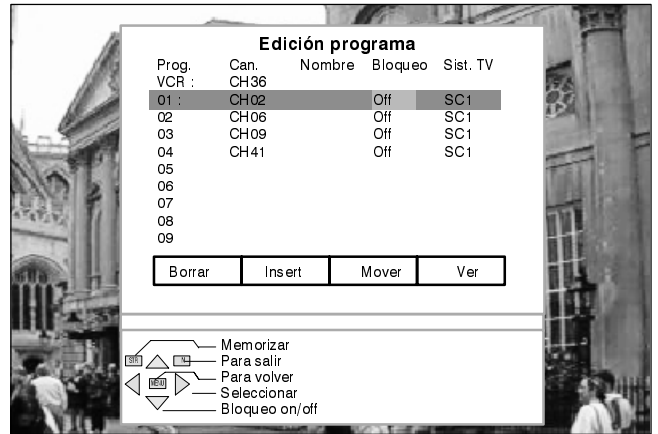 Edición programa
Prog. Can. Nombre Bloqueo Sist. TV
VCR : CH36
01 : CH02 Off SC1
02 CH06 Off SC1
03 CH09 Off SC1
04 CH41 Off SC1
05
06
07
08
09
Borrar Insert Mover Ver
Memorizar
STR N Para salir
MENU Para volver
Seleccionar
Bloqueo on/off